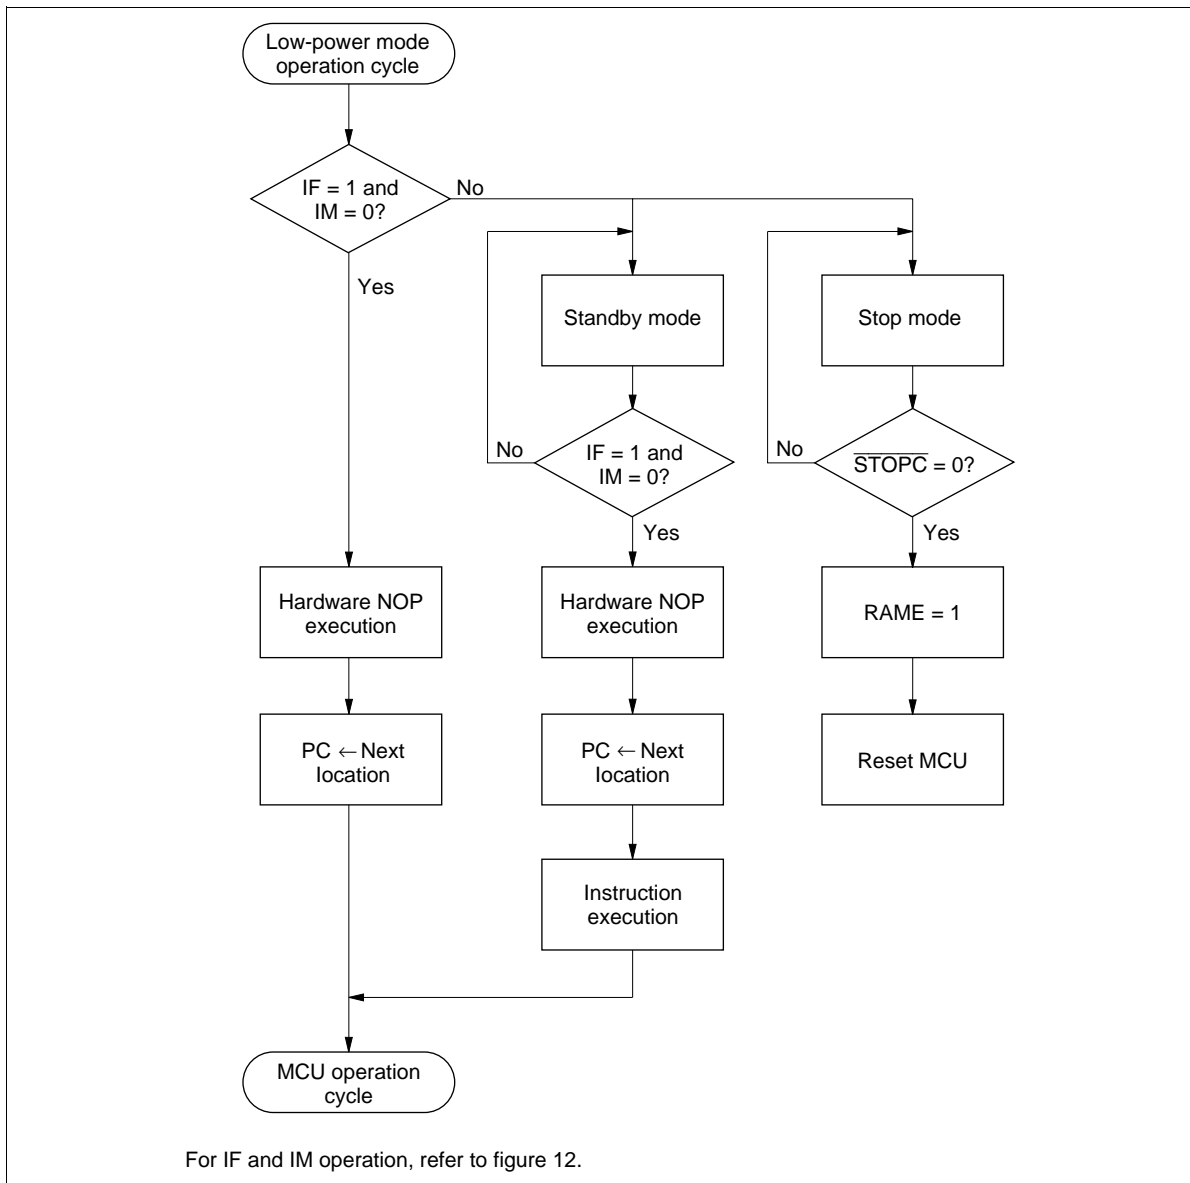 Low-power mode
operation cycle
IF = 1 and
IM = 0?
No
Yes
Standby mode
Stop mode
No
IF = 1 and
IM = 0?
Yes
No
S̅T̅O̅P̅C̅ = 0?
Yes
Hardware NOP
execution
Hardware NOP
execution
RAME = 1
PC ← Next
location
PC ← Next
location
Reset MCU
Instruction
execution
MCU operation
cycle
For IF and IM operation, refer to figure 12.